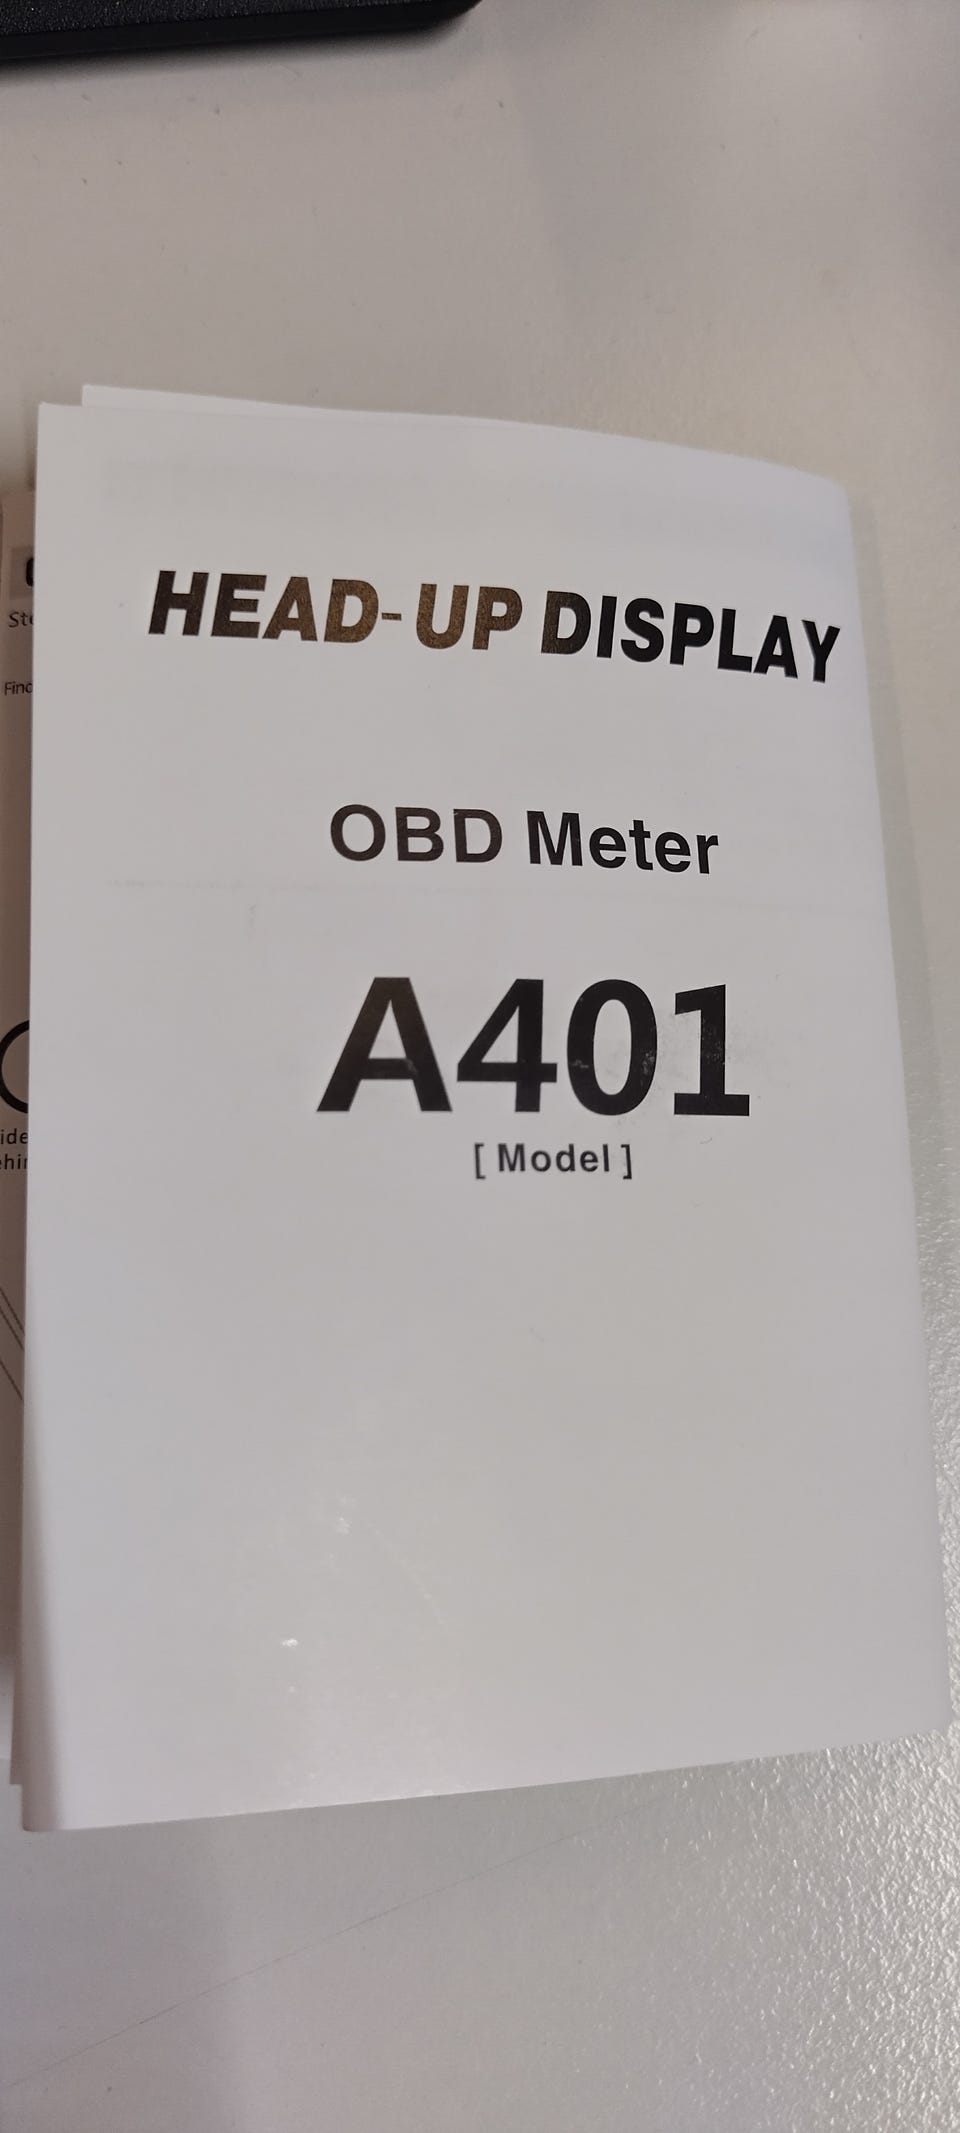 HEAD-UP DISPLAY
OBD Meter
A401
[ Model ]